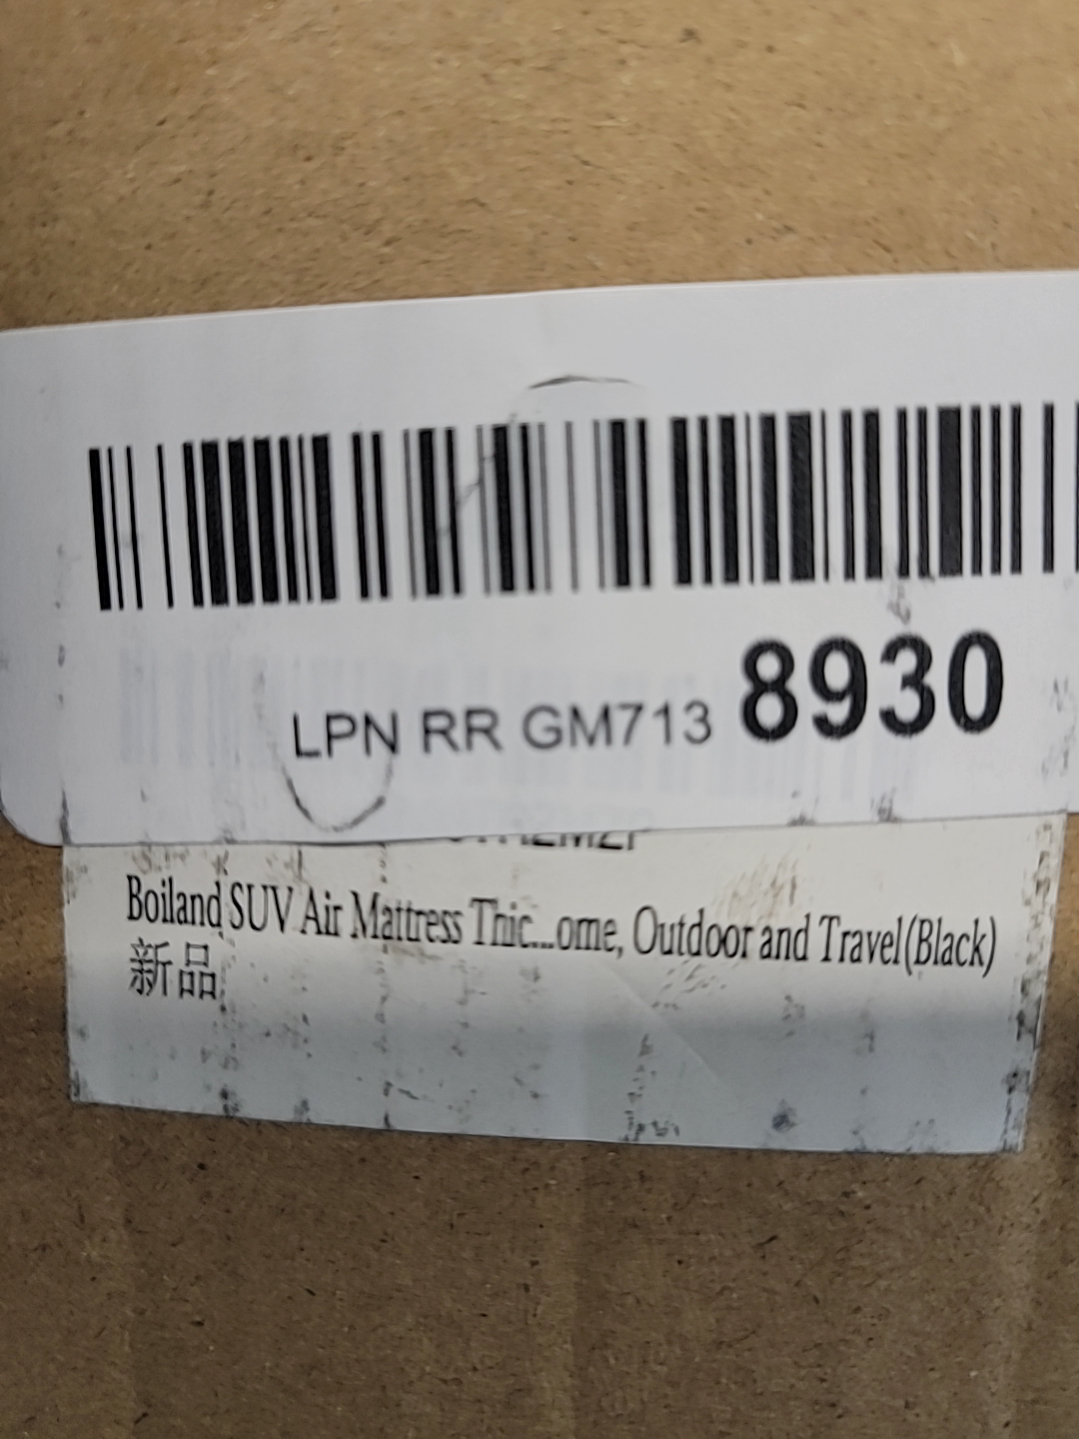 LPN RR GM713 8930
Boiland SUV Air Mattress Thic...ome, Outdoor and Travel(Black)
新品